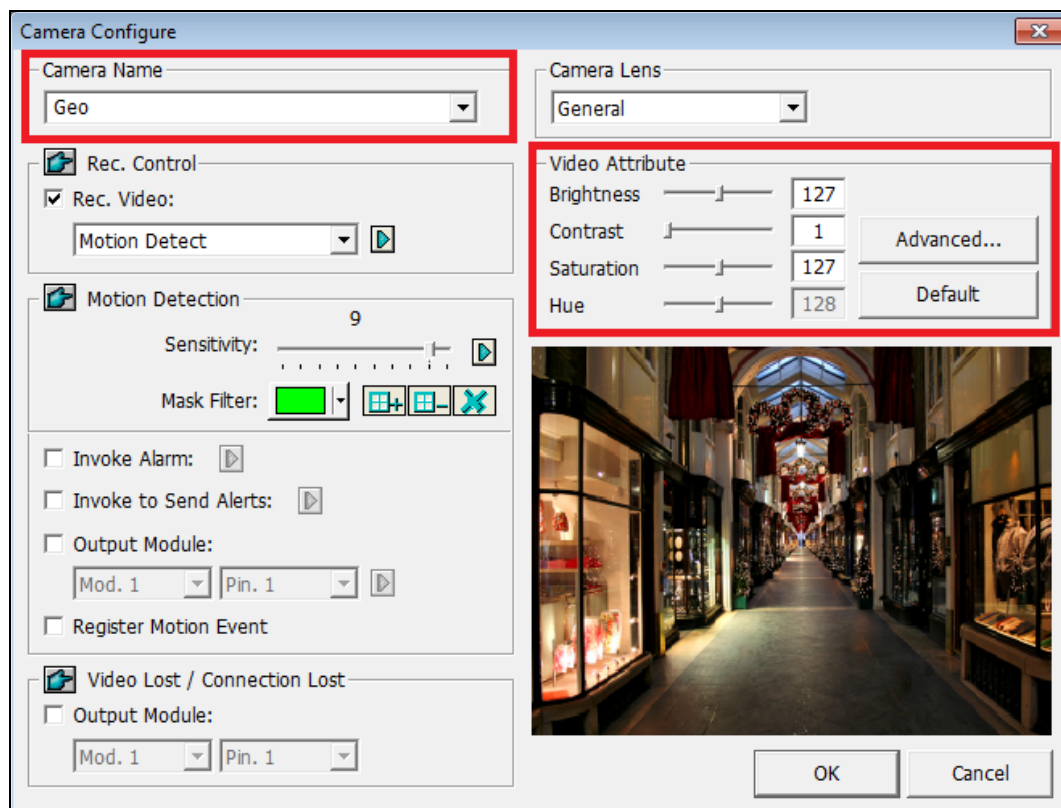 Camera Configure
Camera Name
Geo
Rec. Control
Rec. Video:
Motion Detect
Motion Detection
9
Sensitivity:
Mask Filter:
Invoke Alarm:
Invoke to Send Alerts:
Output Module:
Mod. 1 Pin. 1
Register Motion Event
Video Lost / Connection Lost
Output Module:
Mod. 1 Pin. 1
Camera Lens
General
Video Attribute
Brightness 127
Contrast 1
Saturation 127
Hue 128
Advanced...
Default
OK Cancel